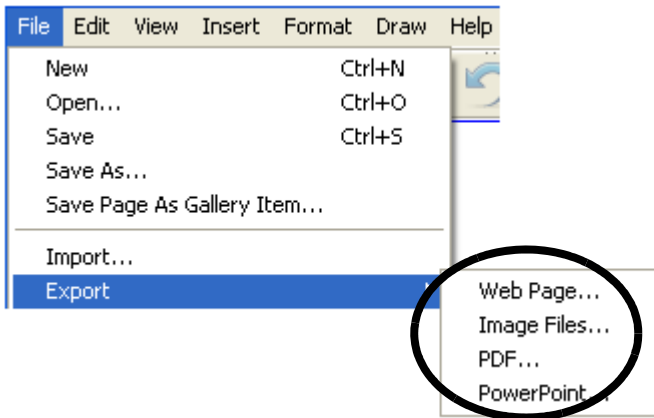 File Edit View Insert Format Draw Help
New Ctrl+N
Open... Ctrl+O
Save Ctrl+S
Save As...
Save Page As Gallery Item...
Import...
Export
Web Page...
Image Files...
PDF...
PowerPoint...